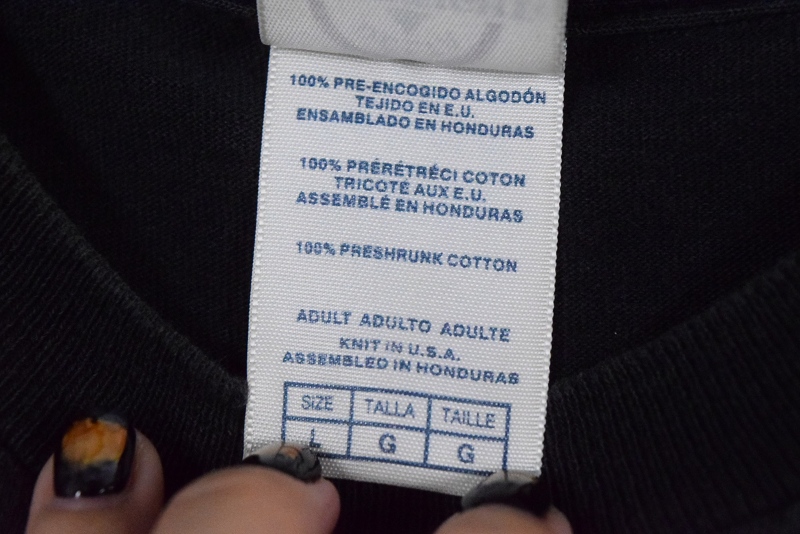 100% PRE-ENCOGIDO ALGODÓN
TEJIDO EN E.U.
ENSAMBLADO EN HONDURAS
100% PRÉRÉTRÉCI COTON
TRICOTÉ AUX E.U.
ASSEMBLÉ EN HONDURAS
100% PRESHRUNK COTTON
ADULT ADULTO ADULTE
KNIT IN U.S.A.
ASSEMBLED IN HONDURAS
SIZE TALLA TAILLE
L G G